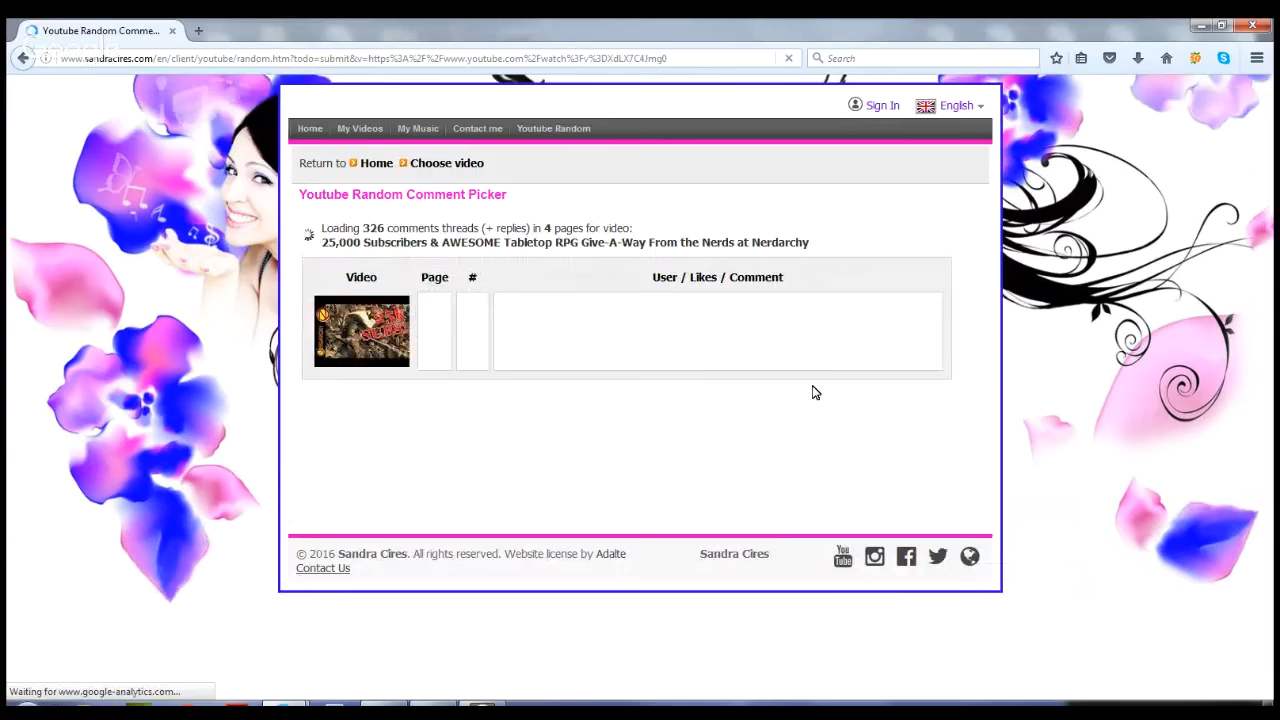 Youtube Random Comme...
www.sandracires.com/en/client/youtube/random.htm?todo=submit&v=https%3A%2F%2Fwww.youtube.com%2Fwatch%3Fv%3DXdLX7C4Jmg0
Search
Sign In
English
Home
My Videos
My Music
Contact me
Youtube Random
Return to Home Choose video
Youtube Random Comment Picker
Loading 326 comments threads (+ replies) in 4 pages for video:
25,000 Subscribers & AWESOME Tabletop RPG Give-A-Way From the Nerds at Nerdarchy
Video
Page
#
User / Likes / Comment
25k
SUBS
© 2016 Sandra Cires. All rights reserved. Website license by Adalte
Sandra Cires
You
Tube
Contact Us
Waiting for www.google-analytics.com...